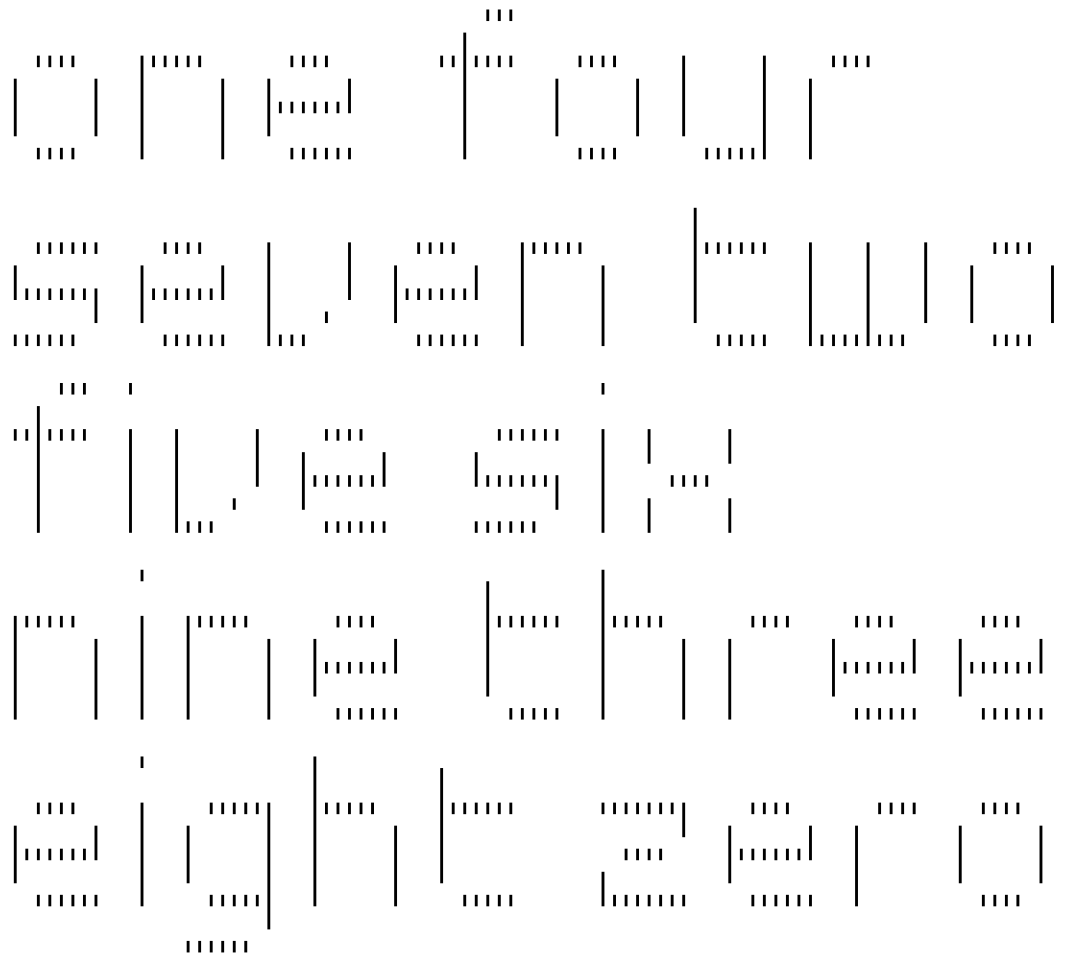 one four
seven two
five six
nine three
eight zero